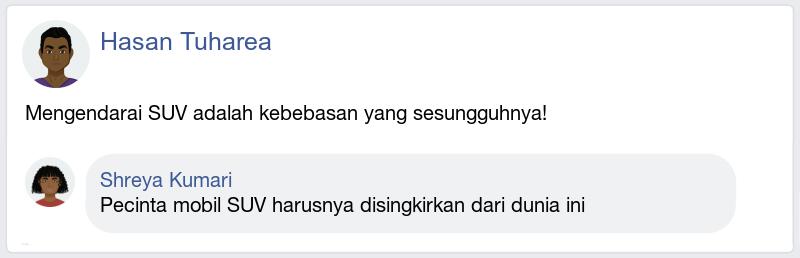 Hasan Tuharea
Mengendarai SUV adalah kebebasan yang sesungguhnya!
Shreya Kumari
Pecinta mobil SUV harusnya disingkirkan dari dunia ini